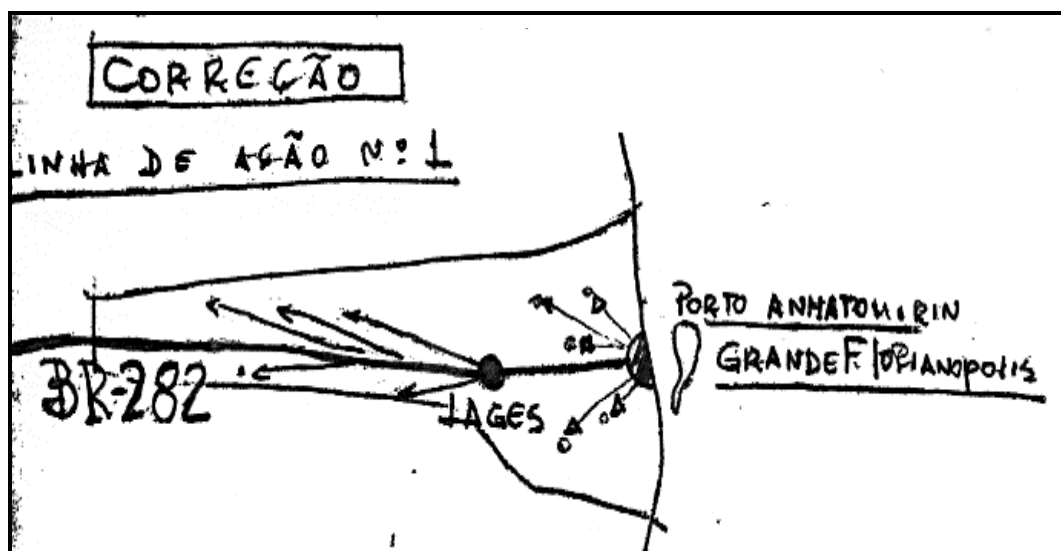 CORREÇÃO
LINHA DE AÇÃO Nº 1
PORTO ANHATOMIRIN
GRANDE FLORIANOPOLIS
BR-282
LAGES